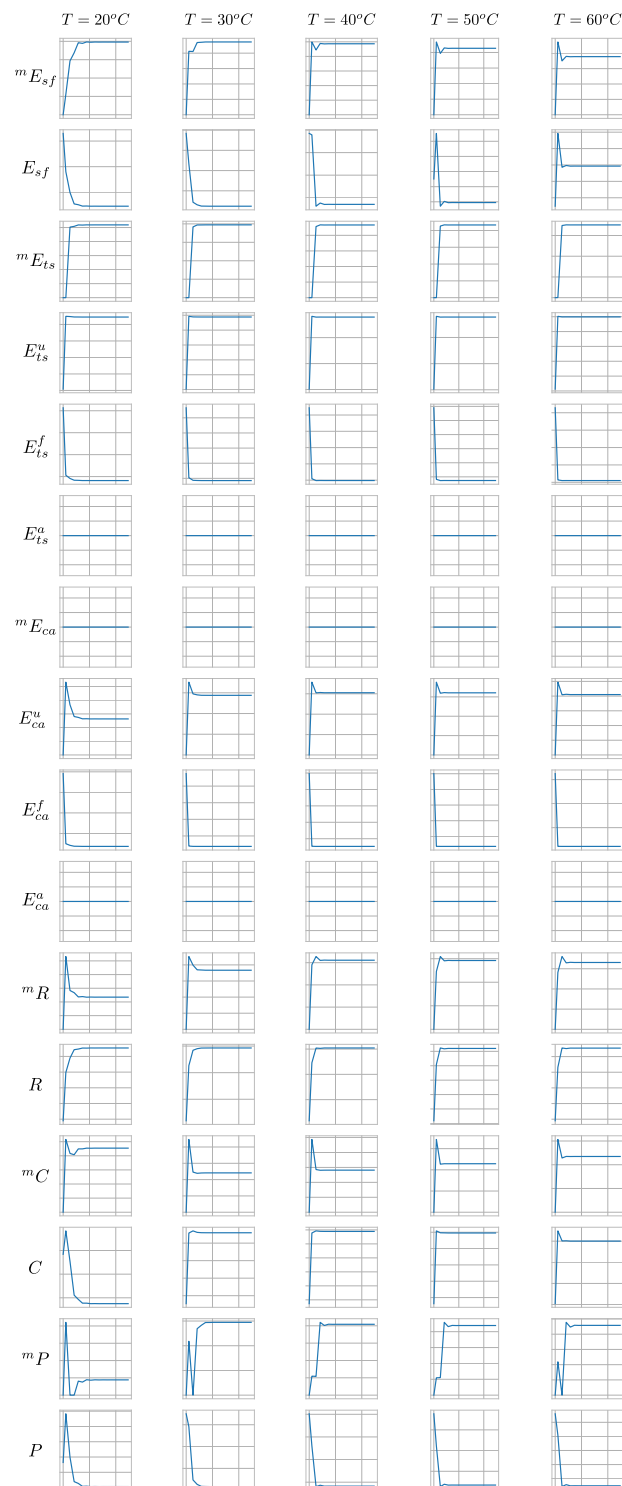 T = 20°C T = 30°C T = 40°C T = 50°C T = 60°C
ᵐE_sf
E_sf
ᵐE_ts
E_ts^u
E_ts^f
E_ts^a
ᵐE_ca
E_ca^u
E_ca^f
E_ca^a
ᵐR
R
ᵐC
C
ᵐP
P